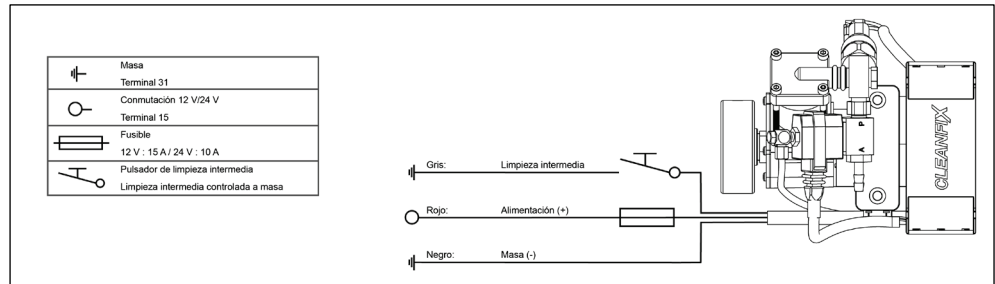 Masa
Terminal 31
Conmutación 12 V/24 V
Terminal 15
Fusible
12 V : 15 A / 24 V : 10 A
Pulsador de limpieza intermedia
Limpieza intermedia controlada a masa
Gris: Limpieza intermedia
Rojo: Alimentación (+)
Negro: Masa (-)
A P
CLEANFIX